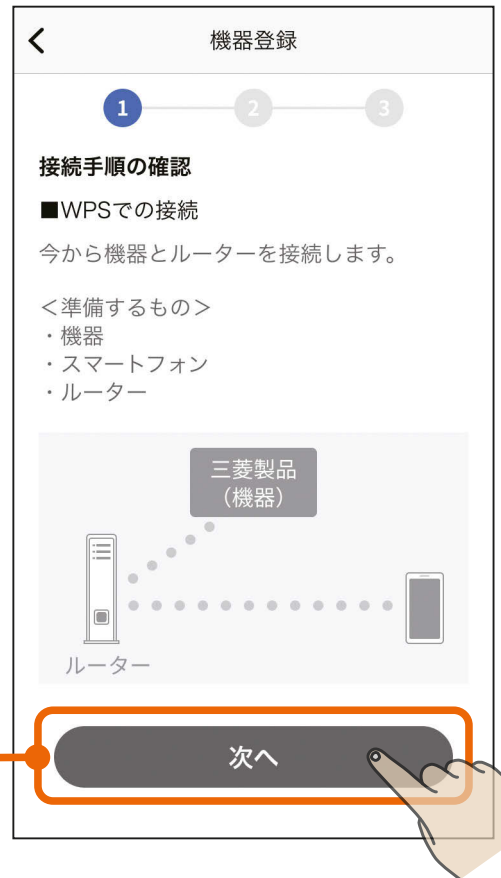 機器登録
1 2 3
接続手順の確認
■WPSでの接続
今から機器とルーターを接続します。
＜準備するもの＞
・機器
・スマートフォン
・ルーター
三菱製品
（機器）
ルーター
次へ